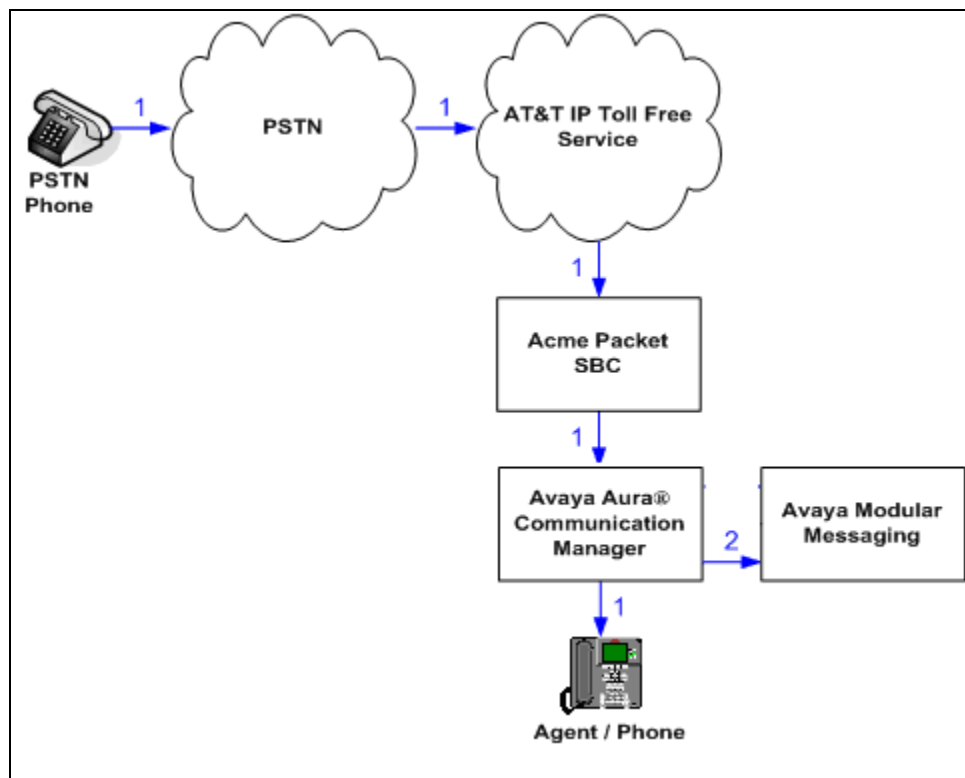 1
PSTN
1
AT&T IP Toll Free
Service
PSTN
Phone
1
Acme Packet
SBC
1
Avaya Aura®
Communication
Manager
2
Avaya Modular
Messaging
1
Agent / Phone